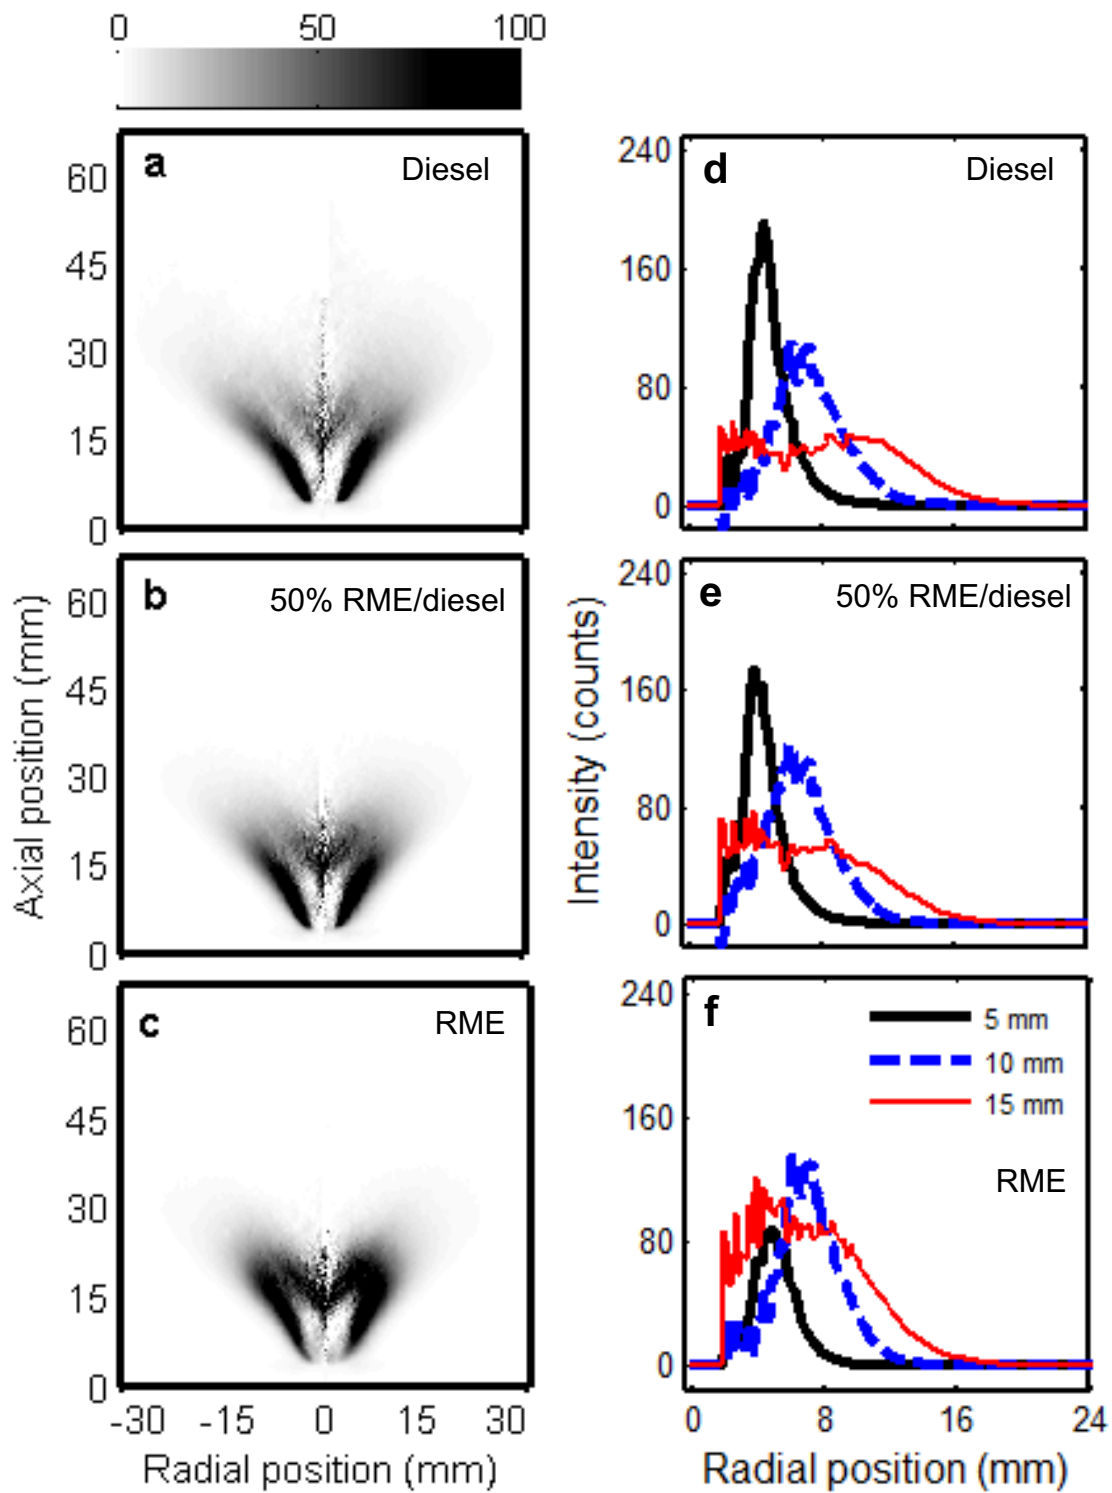 0 50 100
a Diesel
60
45
30
15
0
b 50% RME/diesel
60
45
30
15
0
c RME
60
45
30
15
0
-30 -15 0 15 30
Radial position (mm)
Axial position (mm)
d Diesel
240
160
80
0
e 50% RME/diesel
240
160
80
0
f
5 mm
10 mm
15 mm
RME
240
160
80
0
0 8 16 24
Radial position (mm)
Intensity (counts)